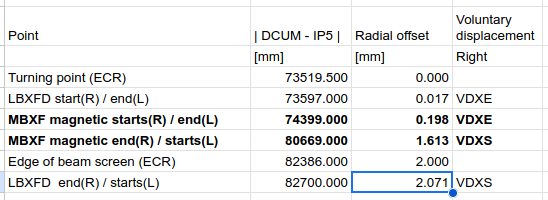 Point | DCUM - IP5 | Radial offset Voluntary displacement
[mm] [mm] Right
Turning point (ECR) 73519.500 0.000
LBXFD start(R) / end(L) 73597.000 0.017 VDXE
MBXF magnetic starts(R) / end(L) 74399.000 0.198 VDXE
MBXF magnetic end(R) / starts(L) 80669.000 1.613 VDXS
Edge of beam screen (ECR) 82386.000 2.000
LBXFD  end(R) / starts(L) 82700.000 2.071 VDXS